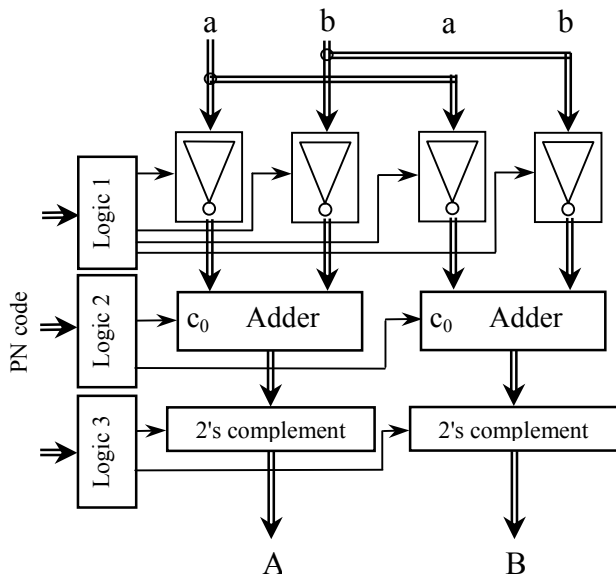 a b a b
Logic 1
PN code
Logic 2
c₀ Adder
c₀ Adder
Logic 3
2's complement
2's complement
A B